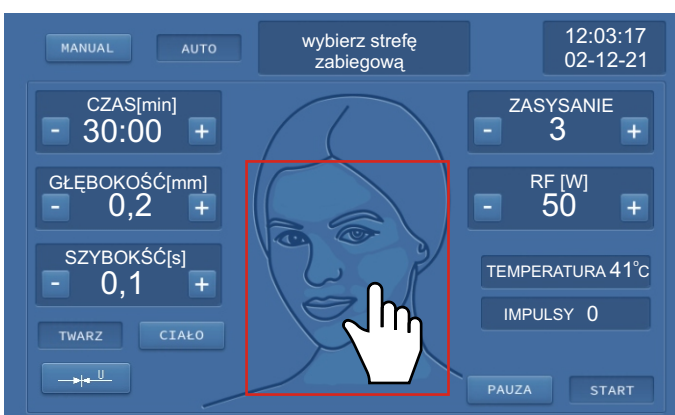 MANUAL
AUTO
wybierz strefę
zabiegową
12:03:17
02-12-21
CZAS[min]
- 30:00 +
ZASYSANIE
- 3 +
GŁĘBOKOŚĆ[mm]
- 0,2 +
RF [W]
- 50 +
SZYBOKŚĆ[s]
- 0,1 +
TEMPERATURA 41°C
IMPULSY 0
TWARZ
CIAŁO
U
PAUZA
START